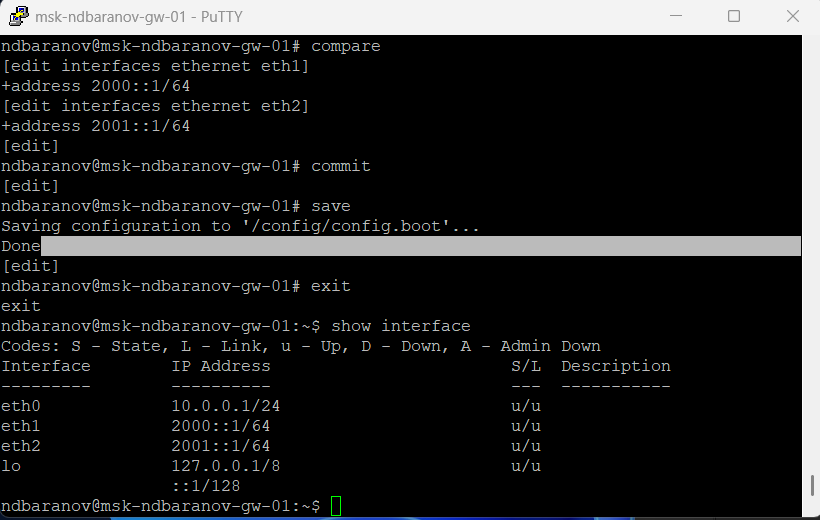 msk-ndbaranov-gw-01 - PuTTY
ndbaranov@msk-ndbaranov-gw-01# compare
[edit interfaces ethernet eth1]
+address 2000::1/64
[edit interfaces ethernet eth2]
+address 2001::1/64
[edit]
ndbaranov@msk-ndbaranov-gw-01# commit
[edit]
ndbaranov@msk-ndbaranov-gw-01# save
Saving configuration to '/config/config.boot'...
Done
[edit]
ndbaranov@msk-ndbaranov-gw-01# exit
exit
ndbaranov@msk-ndbaranov-gw-01:~$ show interface
Codes: S - State, L - Link, u - Up, D - Down, A - Admin Down
Interface        IP Address                        S/L  Description
---------        ----------                        ---  -----------
eth0             10.0.0.1/24                       u/u
eth1             2000::1/64                        u/u
eth2             2001::1/64                        u/u
lo               127.0.0.1/8                       u/u
                 ::1/128
ndbaranov@msk-ndbaranov-gw-01:~$